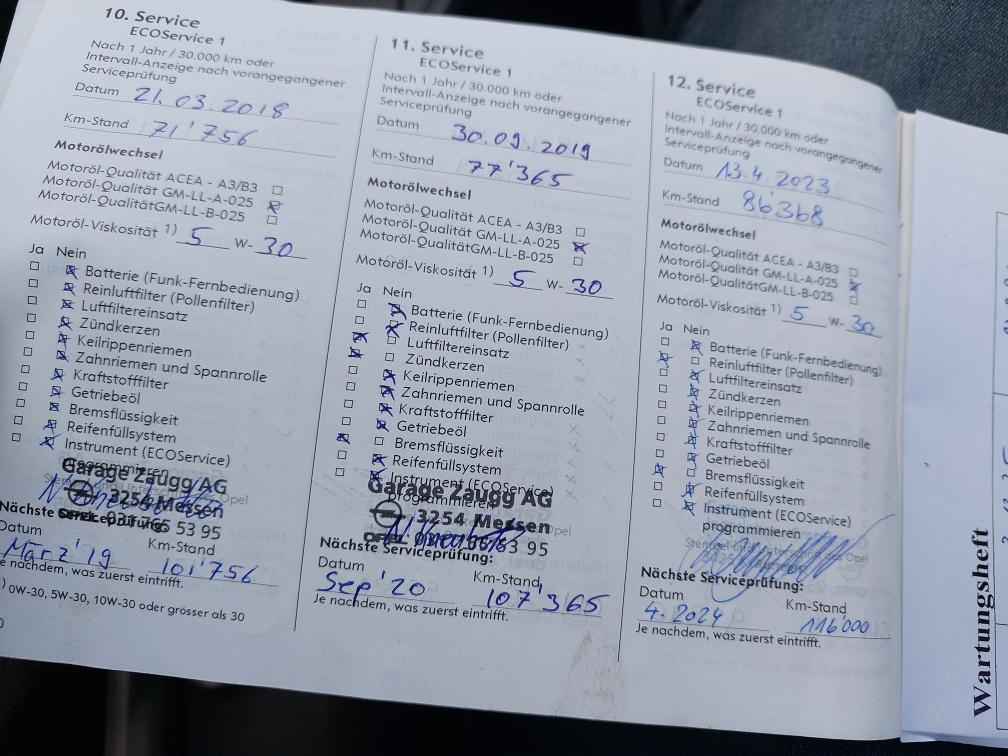 10. Service
ECOService 1
Nach 1 Jahr / 30.000 km oder
Intervall-Anzeige nach vorangegangener
Serviceprüfung
Datum 21.03.2018
Km-Stand 71'756
Motorölwechsel
Motoröl-Qualität ACEA - A3/B3
Motoröl-Qualität GM-LL-A-025
Motoröl-QualitätGM-LL-B-025
Motoröl-Viskosität 1) 5 W- 30
Ja Nein
Batterie (Funk-Fernbedienung)
Reinluftfilter (Pollenfilter)
Luftfiltereinsatz
Zündkerzen
Keilrippenriemen
Zahnriemen und Spannrolle
Kraftstofffilter
Getriebeöl
Bremsflüssigkeit
Reifenfüllsystem
Instrument (ECOService)
programmieren
Garage Zaugg AG
3254 Messen
OPEL 031 765 53 95
Nächste Serviceprüfung:
Datum Km-Stand
März'19 101'756
e nachdem, was zuerst eintrifft.
) 0W-30, 5W-30, 10W-30 oder grösser als 30
11. Service
ECOService 1
Nach 1 Jahr / 30.000 km oder
Intervall-Anzeige nach vorangegangener
Serviceprüfung
Datum 30.09.2019
Km-Stand 77'365
Motorölwechsel
Motoröl-Qualität ACEA - A3/B3
Motoröl-Qualität GM-LL-A-025
Motoröl-QualitätGM-LL-B-025
Motoröl-Viskosität 1) 5 W- 30
Ja Nein
Batterie (Funk-Fernbedienung)
Reinluftfilter (Pollenfilter)
Luftfiltereinsatz
Zündkerzen
Keilrippenriemen
Zahnriemen und Spannrolle
Kraftstofffilter
Getriebeöl
Bremsflüssigkeit
Reifenfüllsystem
Instrument (ECOService)
programmieren
Garage Zaugg AG
3254 Messen
53 95
Nächste Serviceprüfung:
Datum Km-Stand
Sep'20 107'365
Je nachdem, was zuerst eintrifft.
12. Service
ECOService 1
Nach 1 Jahr / 30.000 km oder
Intervall-Anzeige nach vorangegangener
Serviceprüfung
Datum 13.4.2023
Km-Stand 86'368
Motorölwechsel
Motoröl-Qualität ACEA - A3/B3
Motoröl-Qualität GM-LL-A-025
Motoröl-QualitätGM-LL-B-025
Motoröl-Viskosität 1) 5 W- 30
Ja Nein
Batterie (Funk-Fernbedienung)
Reinluftfilter (Pollenfilter)
Luftfiltereinsatz
Zündkerzen
Keilrippenriemen
Zahnriemen und Spannrolle
Kraftstofffilter
Getriebeöl
Bremsflüssigkeit
Reifenfüllsystem
Instrument (ECOService)
programmieren
Opel
Nächste Serviceprüfung:
Datum Km-Stand
4.2024 116'000
Je nachdem, was zuerst eintrifft.
Wartungsheft